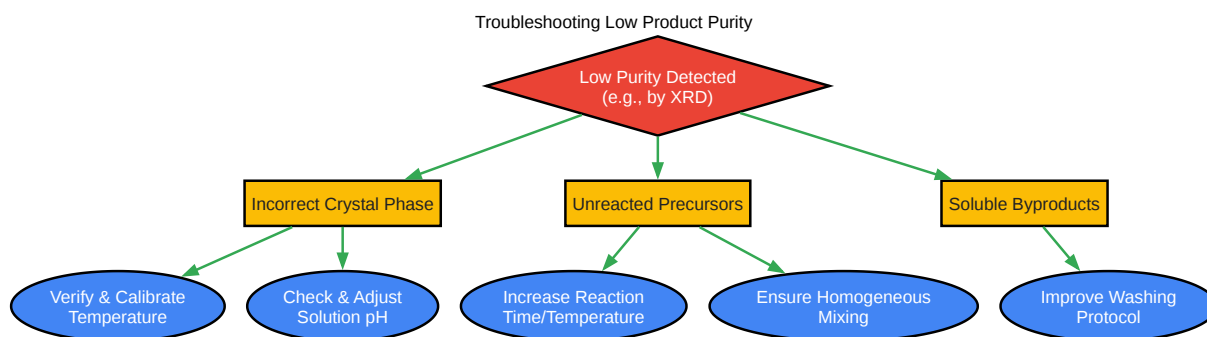 Troubleshooting Low Product Purity
Low Purity Detected
(e.g., by XRD)
Incorrect Crystal Phase
Unreacted Precursors
Soluble Byproducts
Verify & Calibrate
Temperature
Check & Adjust
Solution pH
Increase Reaction
Time/Temperature
Ensure Homogeneous
Mixing
Improve Washing
Protocol